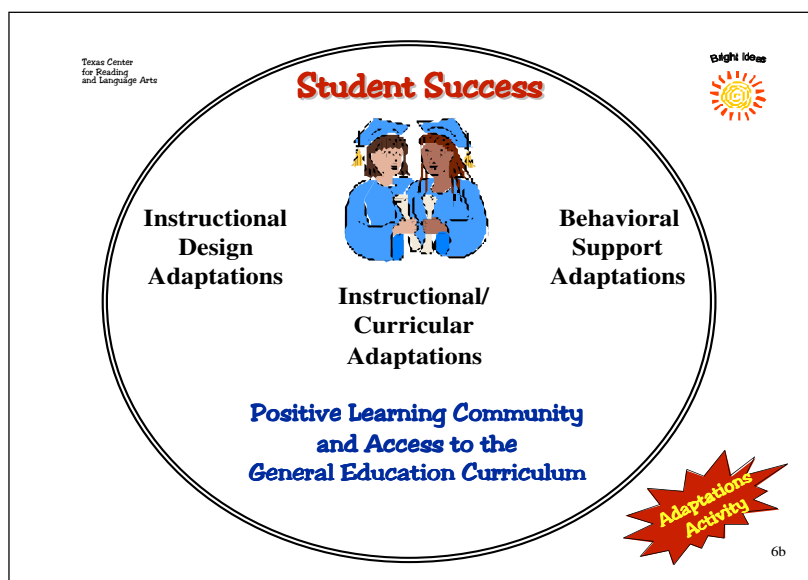 Texas Center
for Reading
and Language Arts
Bright Ideas
Student Success
Instructional
Design
Adaptations
Behavioral
Support
Adaptations
Instructional/
Curricular
Adaptations
Positive Learning Community
and Access to the
General Education Curriculum
Adaptations
Activity
6b